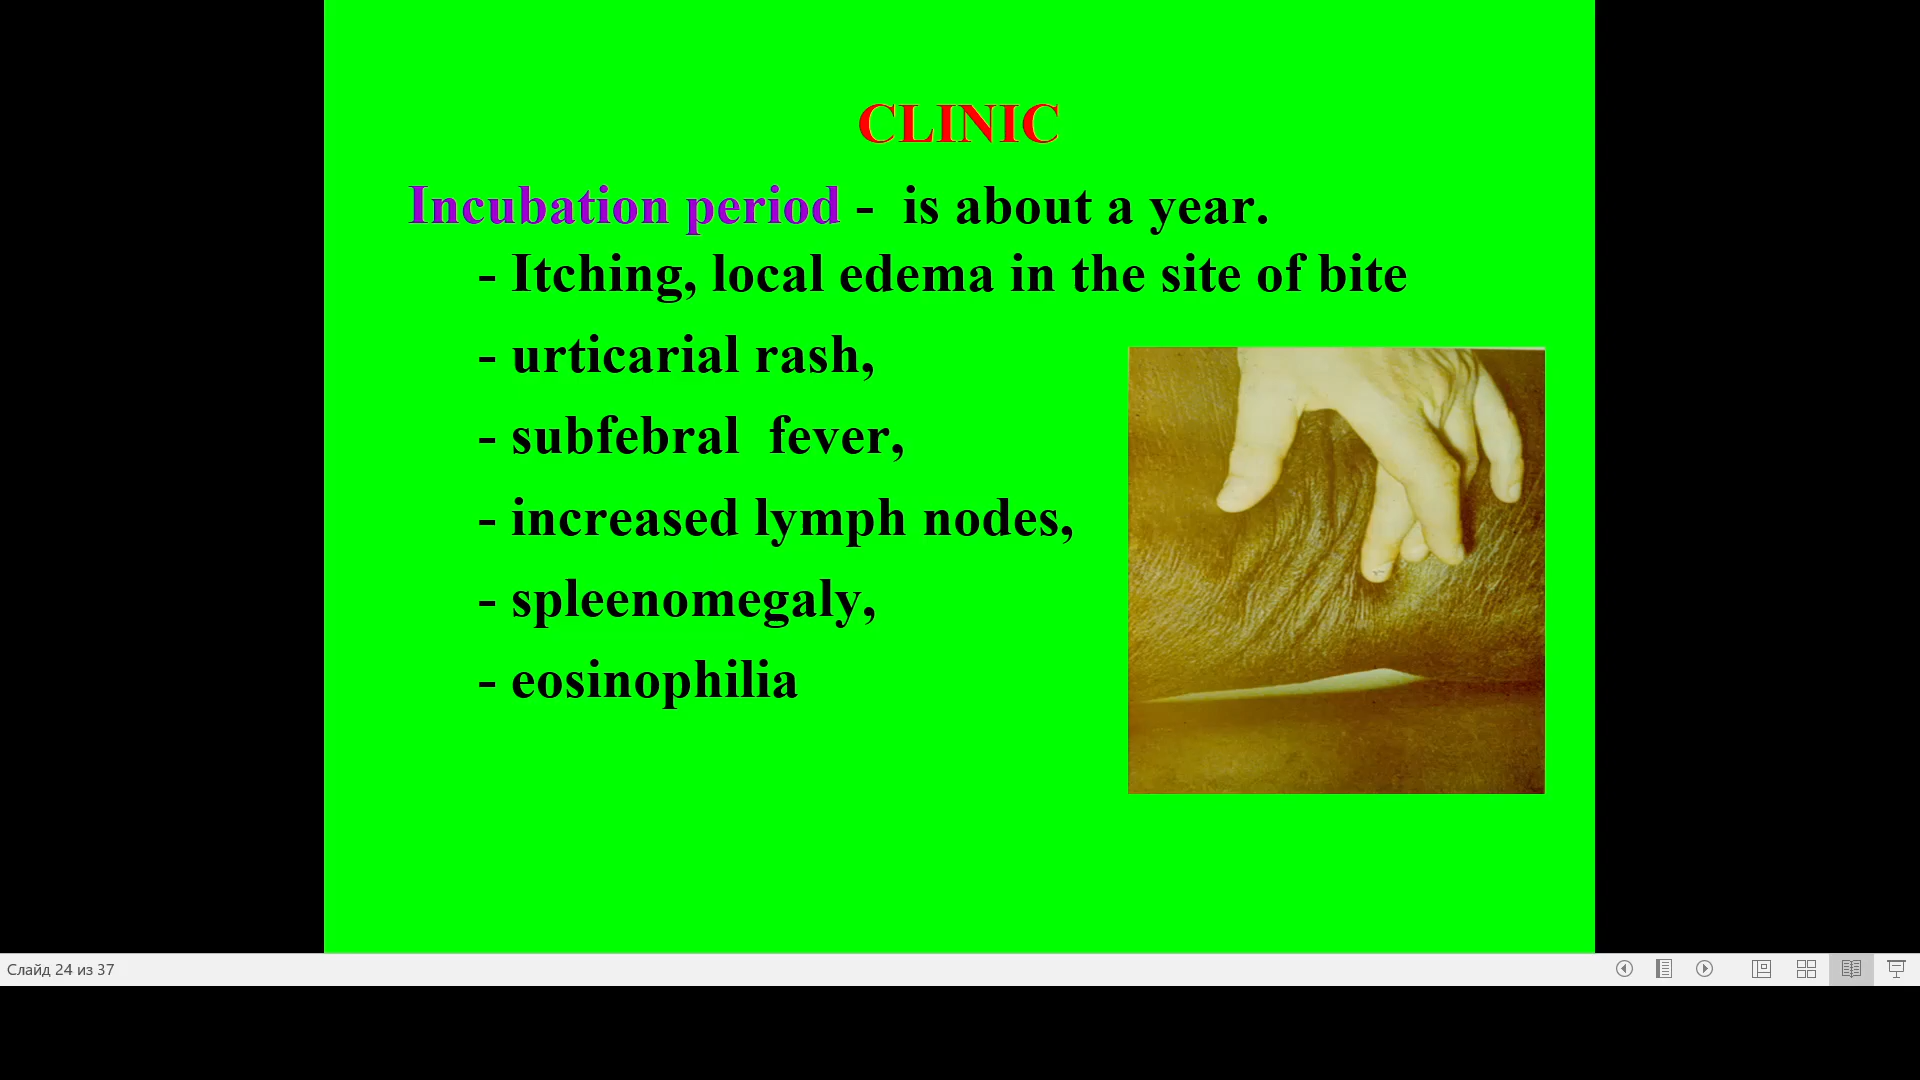 CLINIC
Incubation period -  is about a year.
- Itching, local edema in the site of bite
- urticarial rash,
- subfebral  fever,
- increased lymph nodes,
- spleenomegaly,
- eosinophilia
Слайд 24 из 37